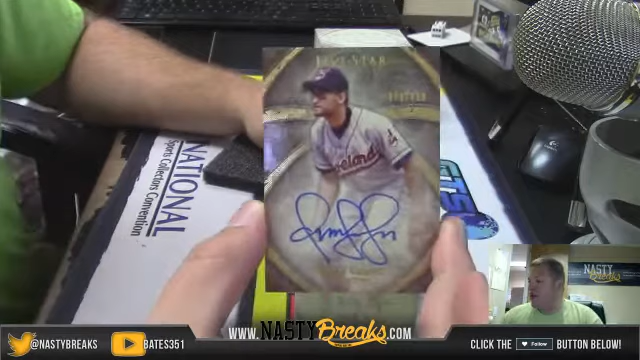 FIVE STAR
Cleveland
NATIONAL
Sports Collectors Convention
NASTY
Breaks
@NASTYBREAKS
BATES351
WWW.NASTYBreaks.COM
CLICK THE Follow BUTTON BELOW!